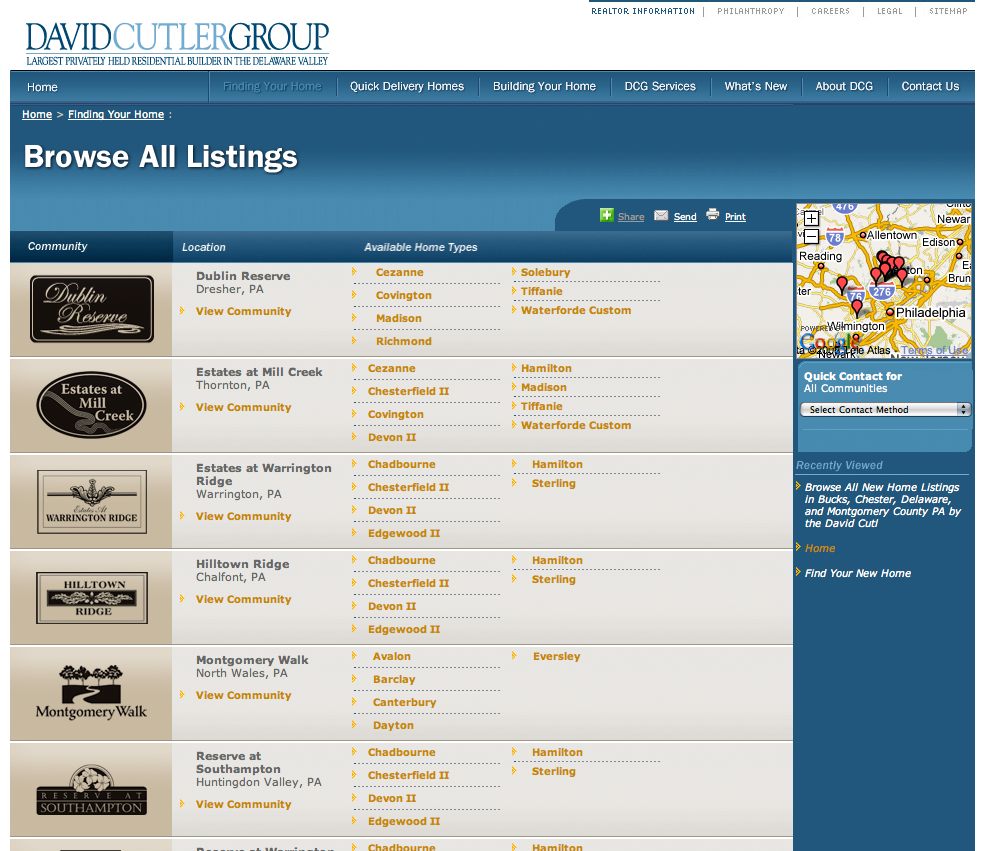 REALTOR INFORMATION | PHILANTHROPY | CAREERS | LEGAL | SITEMAP
DAVIDCUTLERGROUP
LARGEST PRIVATELY HELD RESIDENTIAL BUILDER IN THE DELAWARE VALLEY
Home Finding Your Home Quick Delivery Homes Building Your Home DCG Services What's New About DCG Contact Us
Home > Finding Your Home :
Browse All Listings
Share Send Print
Community Location Available Home Types
Dublin
Reserve
Dublin Reserve
Dresher, PA
View Community
Cezanne
Covington
Madison
Richmond
Solebury
Tiffanie
Waterforde Custom
Estates at
Mill
Creek
Estates at Mill Creek
Thornton, PA
View Community
Cezanne
Chesterfield II
Covington
Devon II
Hamilton
Madison
Tiffanie
Waterforde Custom
Estates At
WARRINGTON RIDGE
Estates at Warrington
Ridge
Warrington, PA
View Community
Chadbourne
Chesterfield II
Devon II
Edgewood II
Hamilton
Sterling
HILLTOWN
RIDGE
Hilltown Ridge
Chalfont, PA
View Community
Chadbourne
Chesterfield II
Devon II
Edgewood II
Hamilton
Sterling
MontgomeryWalk
Montgomery Walk
North Wales, PA
View Community
Avalon
Barclay
Canterbury
Dayton
Eversley
RESERVE AT
SOUTHAMPTON
Reserve at
Southampton
Huntingdon Valley, PA
View Community
Chadbourne
Chesterfield II
Devon II
Edgewood II
Hamilton
Sterling
Reserve at Warrington
Chadbourne
Hamilton
476
Newar
78
Allentown
Edison
Reading
ton
Brun
ter
76
276
Philadelphia
POWERED
Wilmington
Google
Tele Atlas
Terms of Use
Newark
Quick Contact for
All Communities
Select Contact Method
Recently Viewed
Browse All New Home Listings
in Bucks, Chester, Delaware,
and Montgomery County PA by
the David Cutl
Home
Find Your New Home